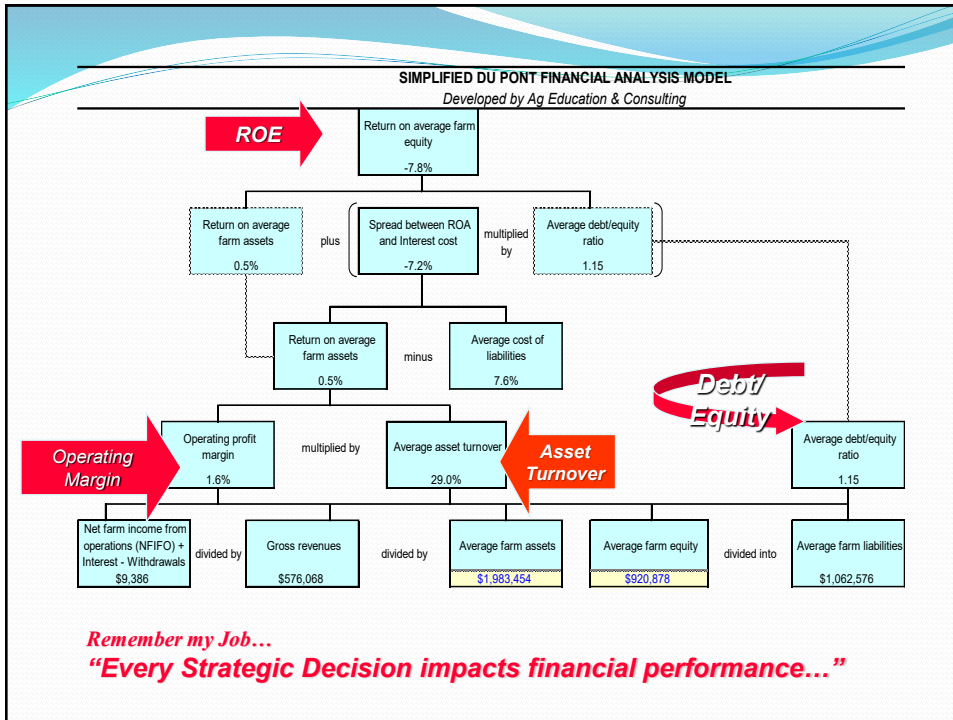 SIMPLIFIED DU PONT FINANCIAL ANALYSIS MODEL
Developed by Ag Education & Consulting
ROE
Return on average farm
equity
-7.8%
Return on average
farm assets
0.5%
plus
Spread between ROA
and Interest cost
-7.2%
multiplied
by
Average debt/equity
ratio
1.15
Return on average
farm assets
0.5%
minus
Average cost of
liabilities
7.6%
Debt/
Equity
Operating
Margin
Operating profit
margin
1.6%
multiplied by
Average asset turnover
29.0%
Asset
Turnover
Average debt/equity
ratio
1.15
Net farm income from
operations (NFIFO) +
Interest - Withdrawals
$9,386
divided by
Gross revenues
$576,068
divided by
Average farm assets
$1,983,454
Average farm equity
$920,878
divided into
Average farm liabilities
$1,062,576
Remember my Job…
“Every Strategic Decision impacts financial performance…”